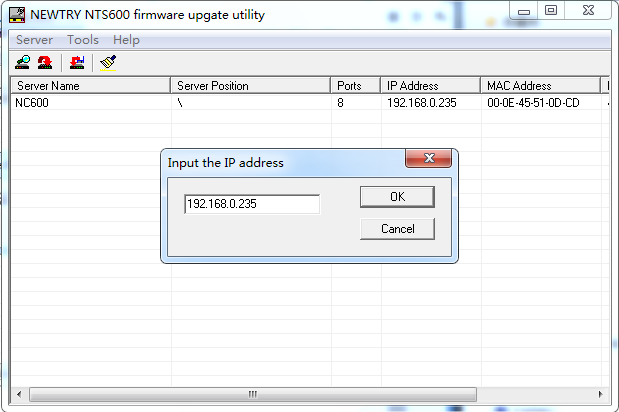 NEWTRY NTS600 firmware upgate utility
Server Tools Help
Server Name Server Position Ports IP Address MAC Address
NC600 \ 8 192.168.0.235 00-0E-45-51-0D-CD
Input the IP address
192.168.0.235
OK
Cancel